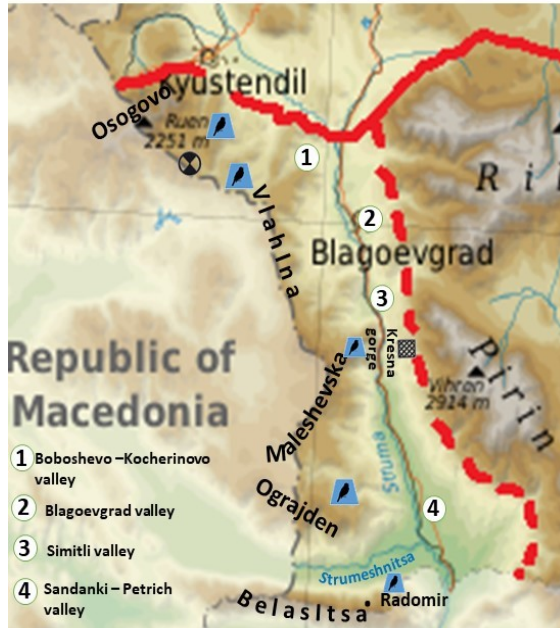 Kyustendil
Osogovo
Ruen
2251 m
1
Vlahina
2
Blagoevgrad
3
Kresna
gorge
Republic of
Macedonia
Vihren
2914 m
Pirin
Maleshevska
Struma
1 Boboshevo –Kocherinovo
valley
Ograjden
2 Blagoevgrad valley
4
3 Simitli valley
Strumeshnitsa
4 Sandanki – Petrich
valley
Belasitsa
Radomir